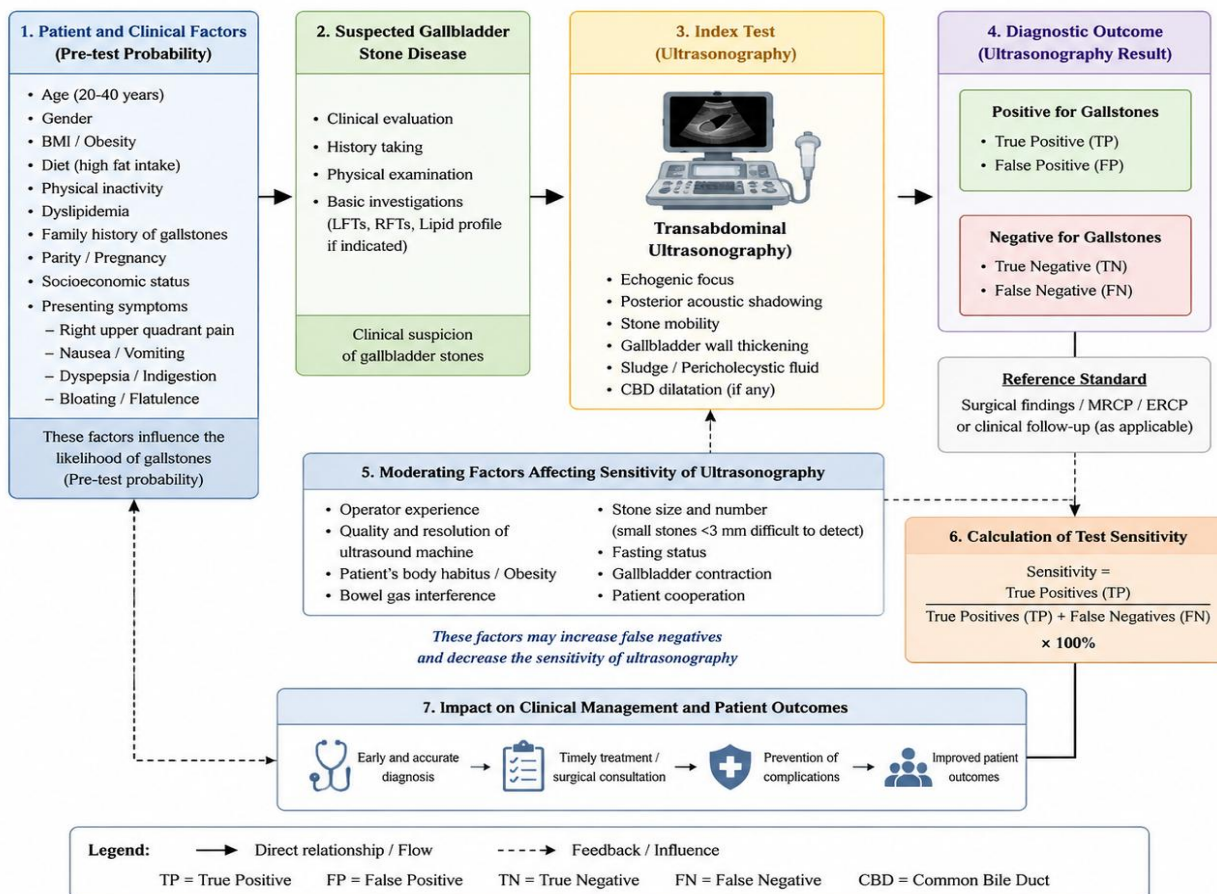 1. Patient and Clinical Factors
(Pre-test Probability)
• Age (20-40 years)
• Gender
• BMI / Obesity
• Diet (high fat intake)
• Physical inactivity
• Dyslipidemia
• Family history of gallstones
• Parity / Pregnancy
• Socioeconomic status
• Presenting symptoms
– Right upper quadrant pain
– Nausea / Vomiting
– Dyspepsia / Indigestion
– Bloating / Flatulence
These factors influence the
likelihood of gallstones
(Pre-test probability)
2. Suspected Gallbladder
Stone Disease
• Clinical evaluation
• History taking
• Physical examination
• Basic investigations
(LFTs, RFTs, Lipid profile
if indicated)
Clinical suspicion
of gallbladder stones
3. Index Test
(Ultrasonography)
Transabdominal
Ultrasonography)
• Echogenic focus
• Posterior acoustic shadowing
• Stone mobility
• Gallbladder wall thickening
• Sludge / Pericholecystic fluid
• CBD dilatation (if any)
4. Diagnostic Outcome
(Ultrasonography Result)
Positive for Gallstones
• True Positive (TP)
• False Positive (FP)
Negative for Gallstones
• True Negative (TN)
• False Negative (FN)
Reference Standard
Surgical findings / MRCP / ERCP
or clinical follow-up (as applicable)
5. Moderating Factors Affecting Sensitivity of Ultrasonography
• Operator experience
• Quality and resolution of
ultrasound machine
• Patient's body habitus / Obesity
• Bowel gas interference
• Stone size and number
(small stones <3 mm difficult to detect)
• Fasting status
• Gallbladder contraction
• Patient cooperation
These factors may increase false negatives
and decrease the sensitivity of ultrasonography
6. Calculation of Test Sensitivity
Sensitivity =
True Positives (TP)
True Positives (TP) + False Negatives (FN)
× 100%
7. Impact on Clinical Management and Patient Outcomes
Early and accurate
diagnosis
Timely treatment /
surgical consultation
Prevention of
complications
Improved patient
outcomes
Legend: Direct relationship / Flow Feedback / Influence
TP = True Positive FP = False Positive TN = True Negative FN = False Negative CBD = Common Bile Duct